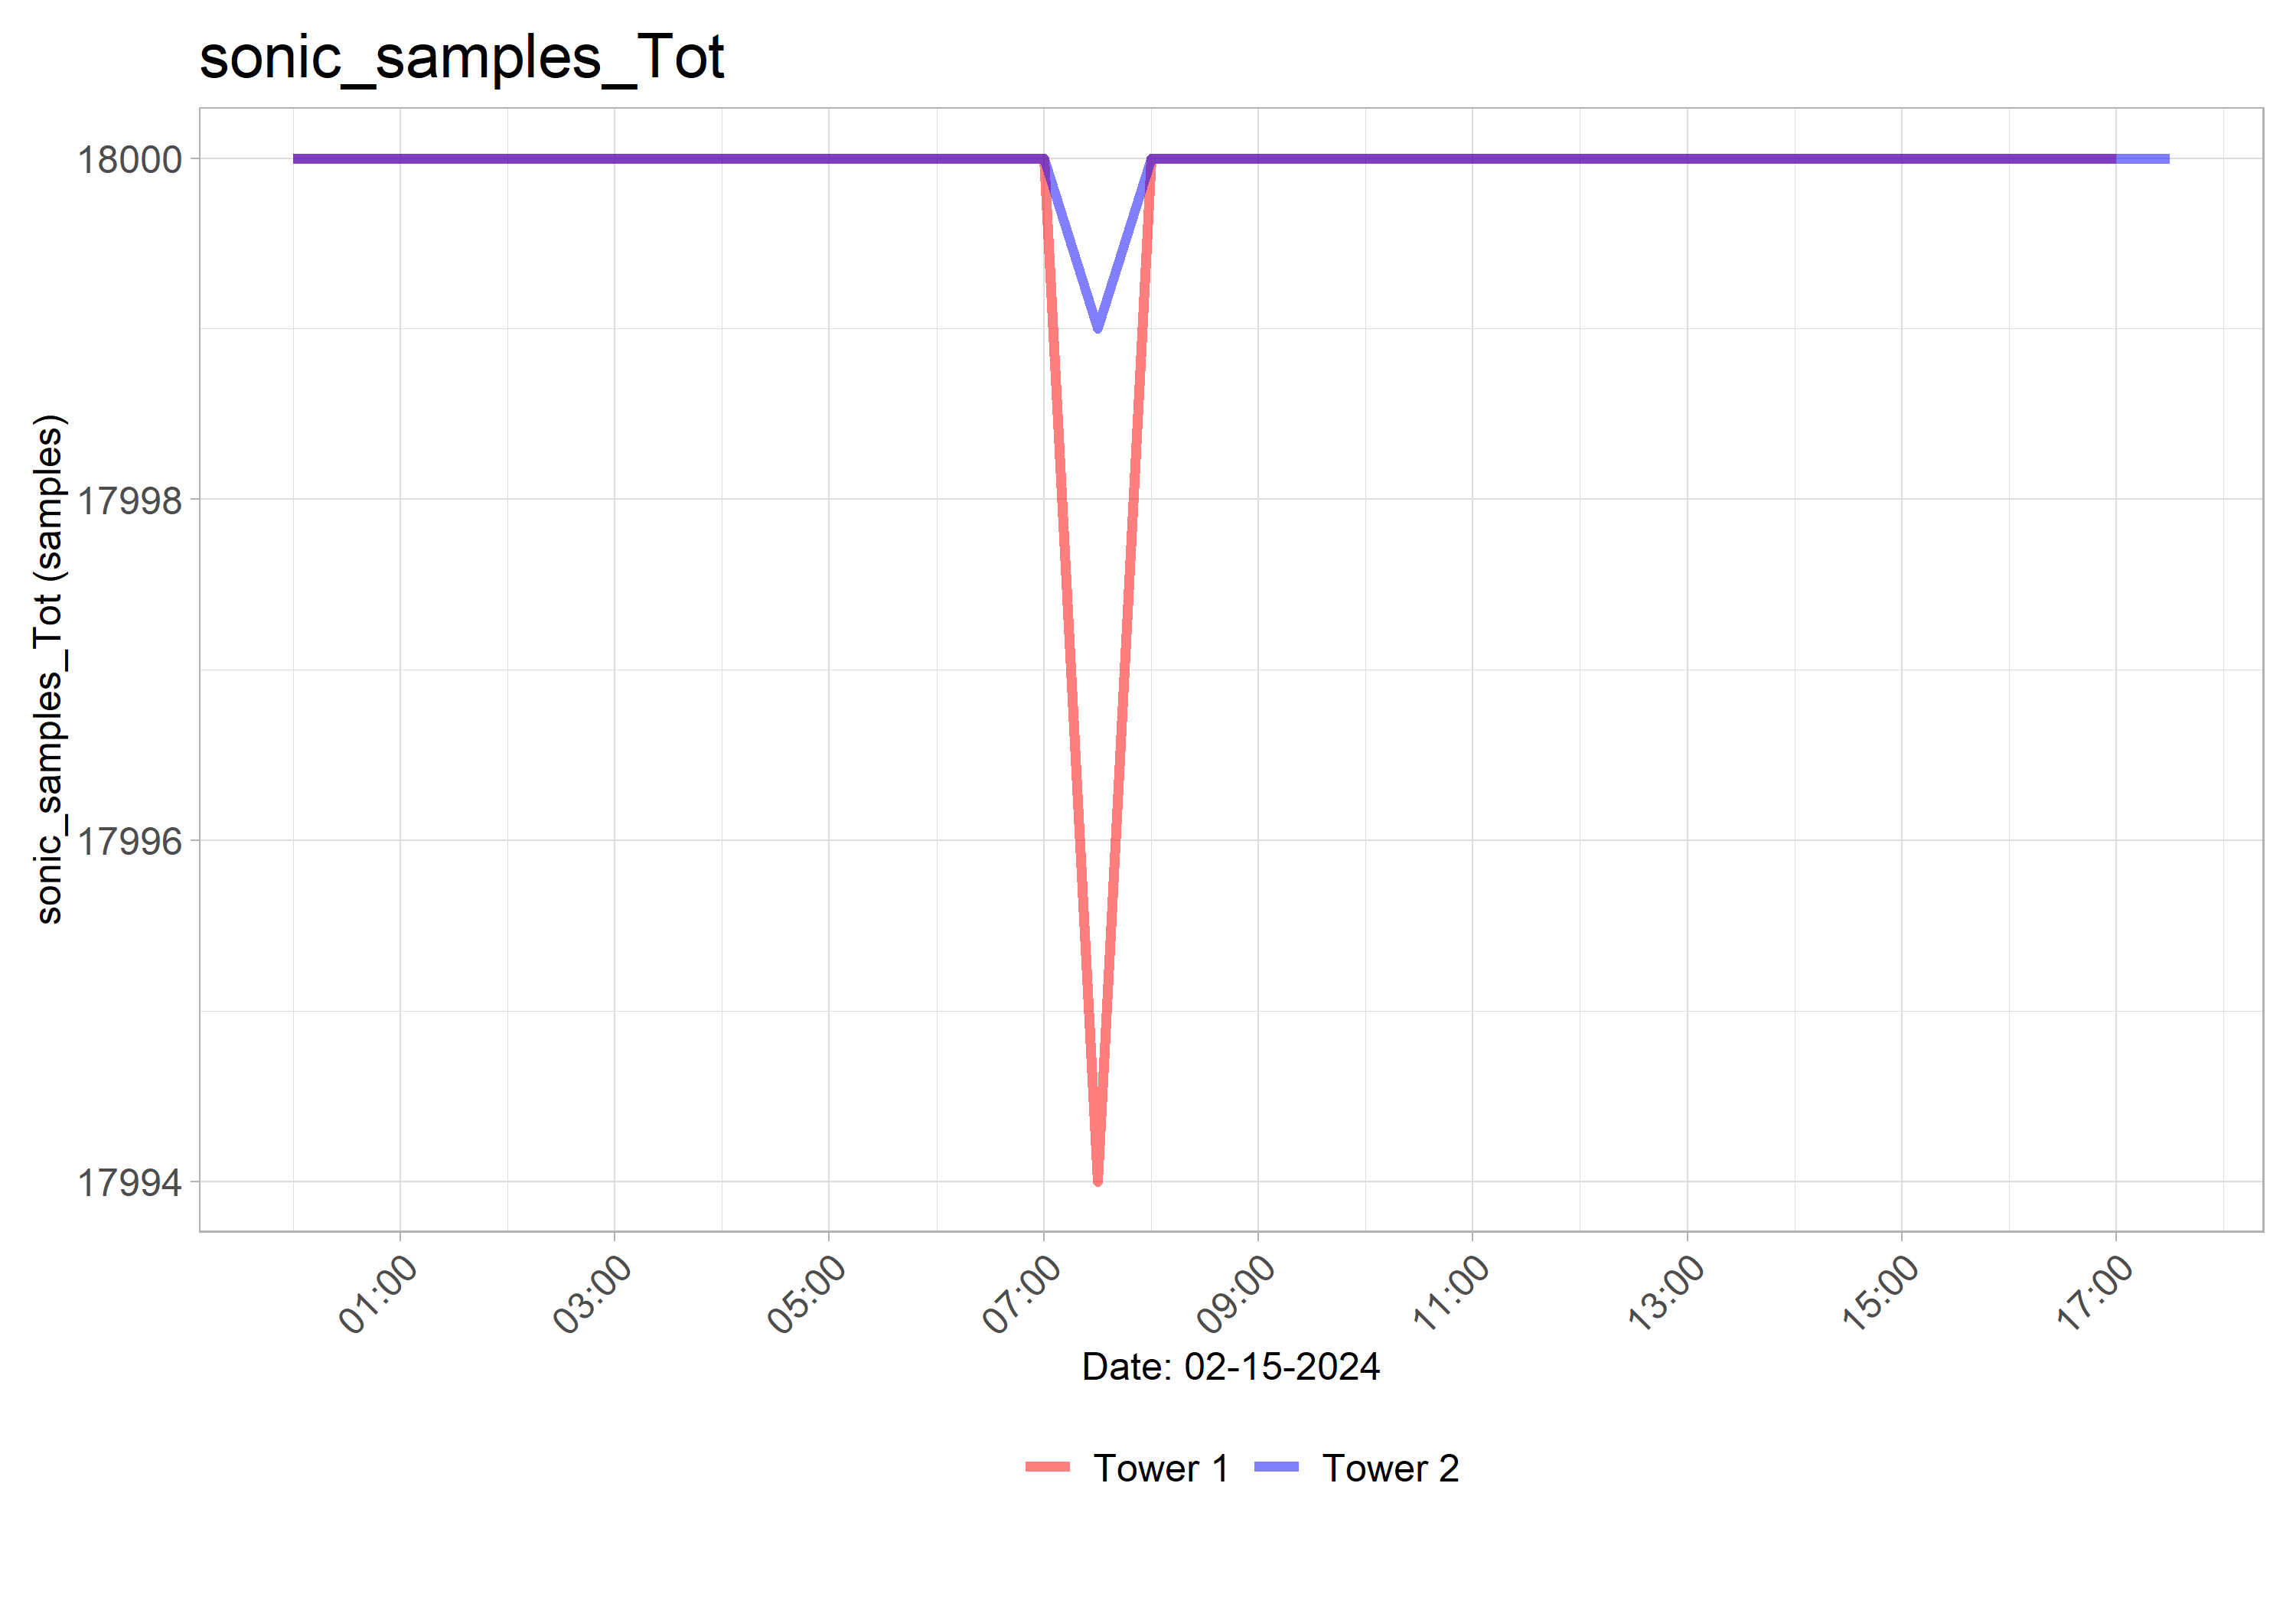 sonic_samples_Tot
sonic_samples_Tot (samples)
18000
17998
17996
17994
01:00
03:00
05:00
07:00
09:00
11:00
13:00
15:00
17:00
Date: 02-15-2024
Tower 1
Tower 2